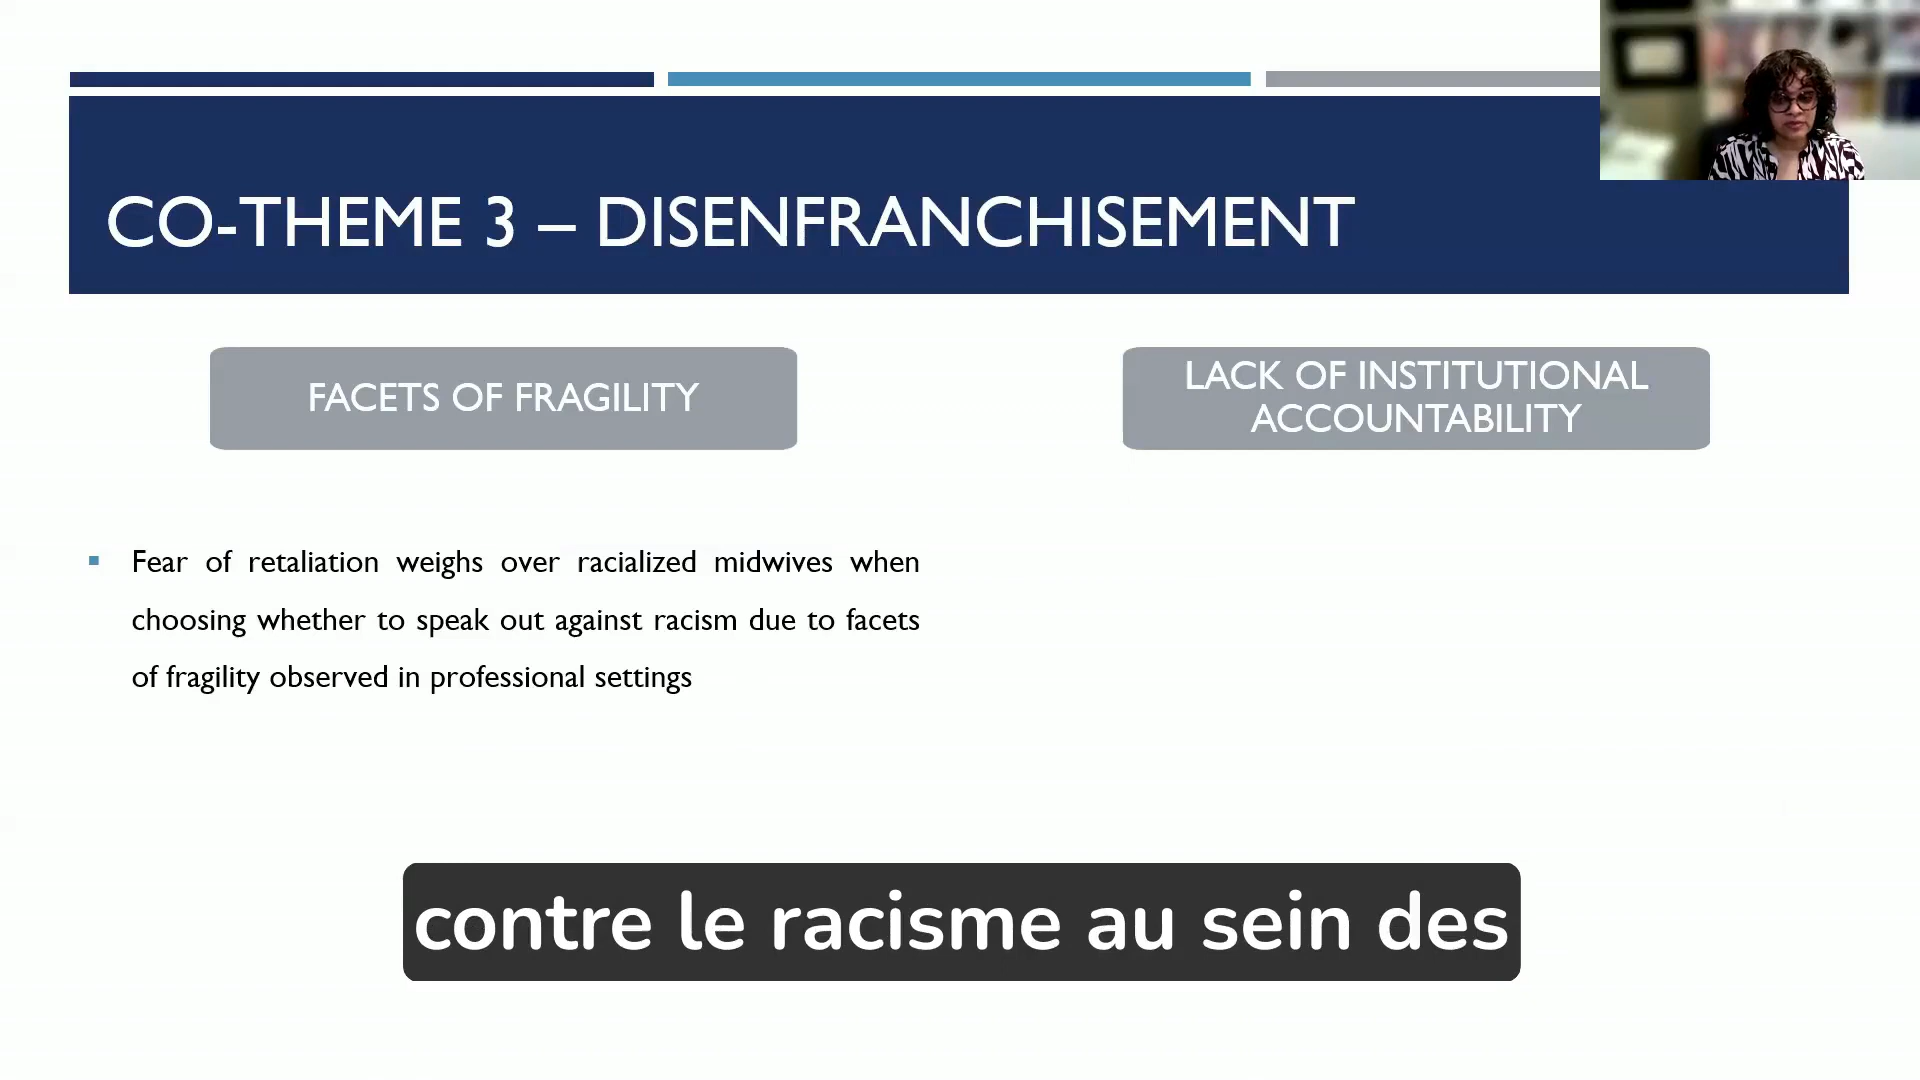 CO-THEME 3 – DISENFRANCHISEMENT
FACETS OF FRAGILITY
LACK OF INSTITUTIONAL
ACCOUNTABILITY
▪ Fear of retaliation weighs over racialized midwives when
choosing whether to speak out against racism due to facets
of fragility observed in professional settings
contre le racisme au sein des